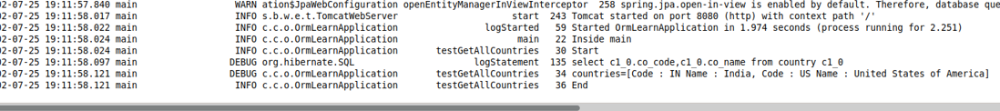 02-07-25 19:11:57.840 main WARN ation$JpaWebConfiguration openEntityManagerInViewInterceptor 258 spring.jpa.open-in-view is enabled by default. Therefore, database que
02-07-25 19:11:58.017 main INFO s.b.w.e.t.TomcatWebServer start 243 Tomcat started on port 8080 (http) with context path '/'
02-07-25 19:11:58.022 main INFO c.c.o.OrmLearnApplication logStarted 59 Started OrmLearnApplication in 1.974 seconds (process running for 2.251)
02-07-25 19:11:58.024 main INFO c.c.o.OrmLearnApplication main 22 Inside main
02-07-25 19:11:58.024 main INFO c.c.o.OrmLearnApplication testGetAllCountries 30 Start
02-07-25 19:11:58.097 main DEBUG org.hibernate.SQL logStatement 135 select c1_0.co_code,c1_0.co_name from country c1_0
02-07-25 19:11:58.121 main DEBUG c.c.o.OrmLearnApplication testGetAllCountries 34 countries=[Code : IN Name : India, Code : US Name : United States of America]
02-07-25 19:11:58.121 main INFO c.c.o.OrmLearnApplication testGetAllCountries 36 End